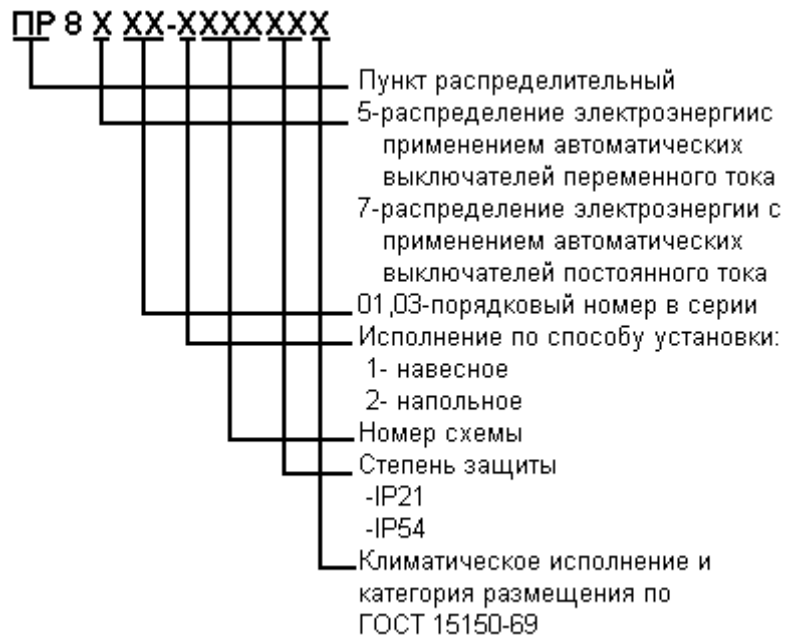 ПР 8 Х ХХ-ХХХХХХХ
Пункт распределительный
5-распределение электроэнергиис
применением автоматических
выключателей переменного тока
7-распределение электроэнергии с
применением автоматических
выключателей постоянного тока
01,03-порядковый номер в серии
Исполнение по способу установки:
1- навесное
2- напольное
Номер схемы
Степень защиты
-IP21
-IP54
Климатическое исполнение и
категория размещения по
ГОСТ 15150-69